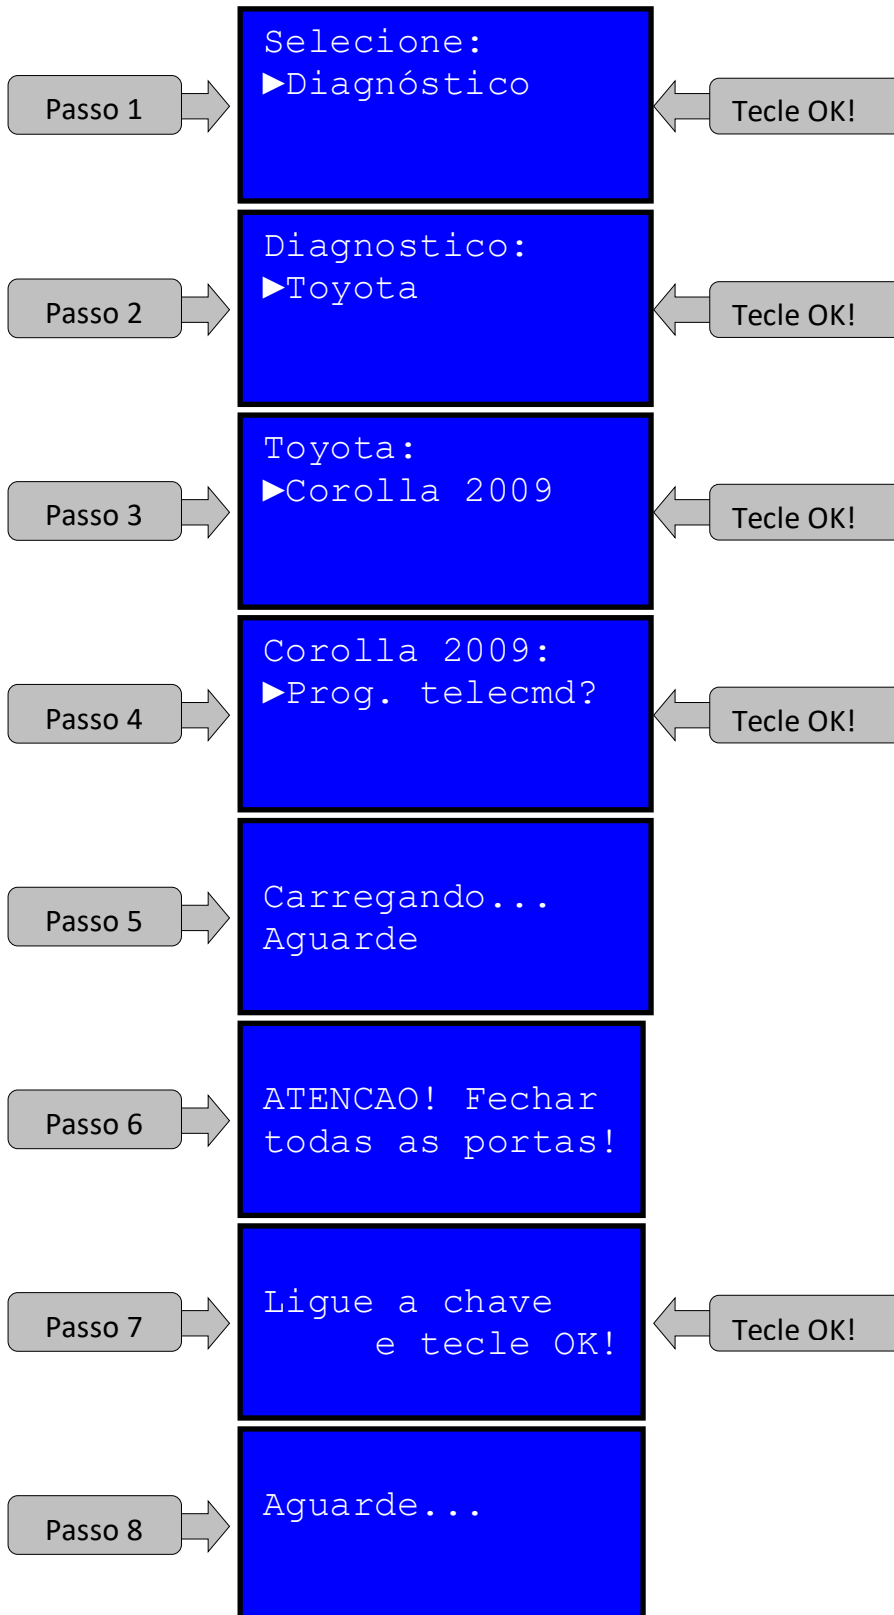 Selecione:
Passo 1
►Diagnóstico
Tecle OK!
Diagnostico:
Passo 2
►Toyota
Tecle OK!
Toyota:
Passo 3
►Corolla 2009
Tecle OK!
Corolla 2009:
Passo 4
►Prog. telecmd?
Tecle OK!
Passo 5
Carregando...
Aguarde
Passo 6
ATENCAO! Fechar
todas as portas!
Passo 7
Ligue a chave
e tecle OK!
Tecle OK!
Passo 8
Aguarde...